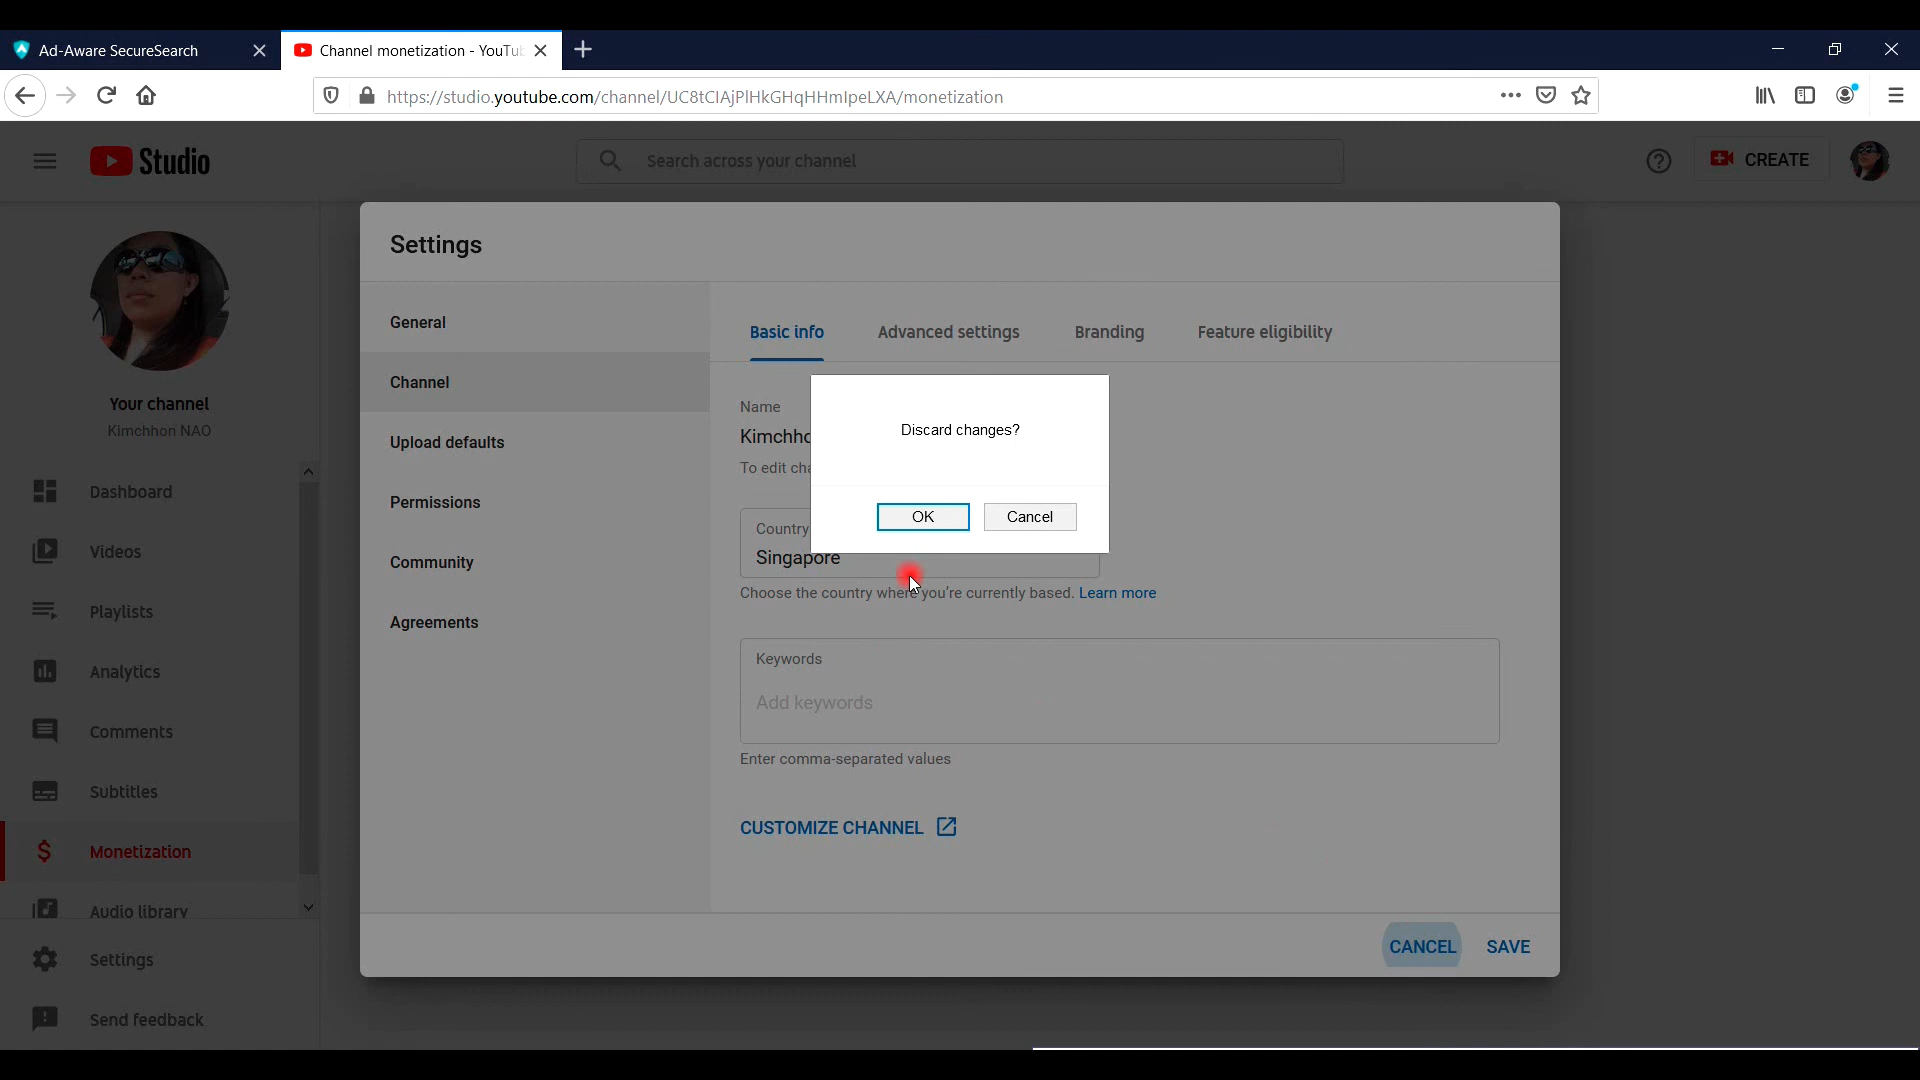 Ad-Aware SecureSearch
Channel monetization - YouTu
https://studio.youtube.com/channel/UC8tCIAjPIHkGHqHHmIpeLXA/monetization
Studio
Search across your channel
CREATE
Your channel
Kimchhon NAO
Dashboard
Videos
Playlists
Analytics
Comments
Subtitles
Monetization
Audio library
Settings
Send feedback
Settings
General
Channel
Upload defaults
Permissions
Community
Agreements
Basic info
Advanced settings
Branding
Feature eligibility
Name
Kimchho
To edit cha
Country
Singapore
Choose the country where you're currently based. Learn more
Keywords
Add keywords
Enter comma-separated values
CUSTOMIZE CHANNEL
Discard changes?
OK
Cancel
CANCEL
SAVE